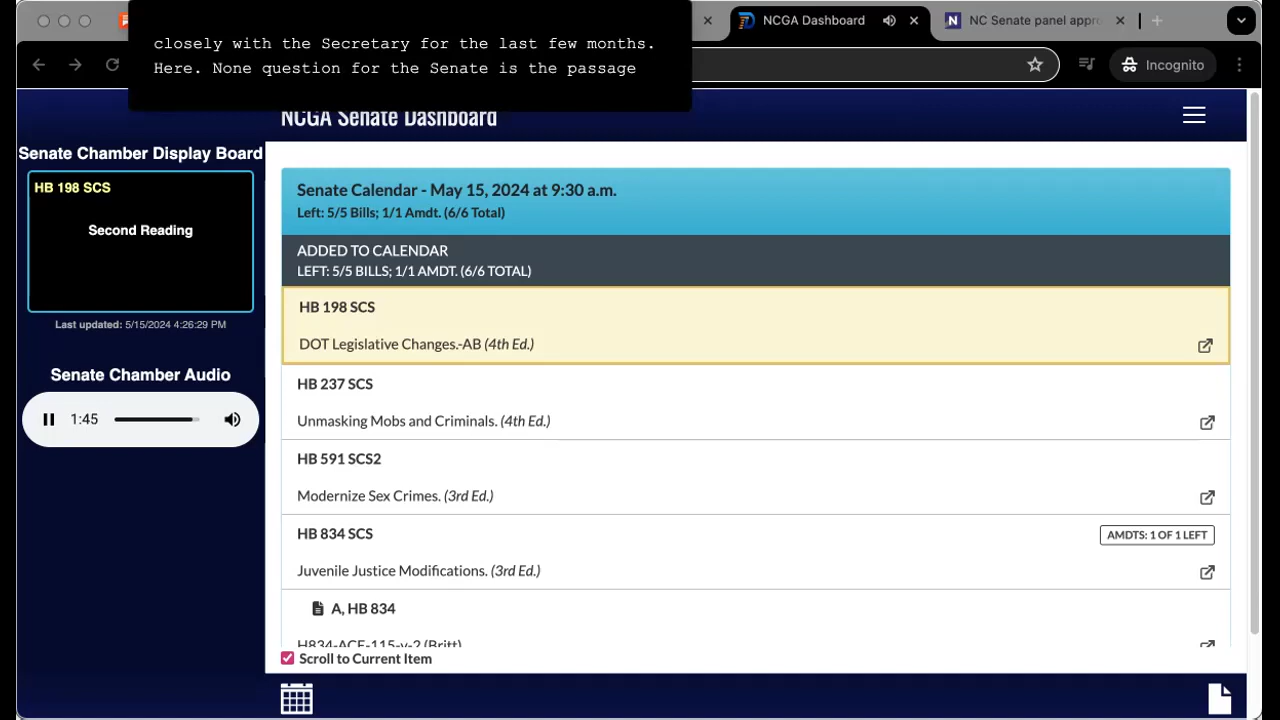 closely with the Secretary for the last few months.
Here. None question for the Senate is the passage
NCGA Dashboard
NC Senate panel appro
Incognito
NCGA Senate Dashboard
Senate Chamber Display Board
HB 198 SCS
Second Reading
Last updated: 5/15/2024 4:26:29 PM
Senate Chamber Audio
1:45
Senate Calendar - May 15, 2024 at 9:30 a.m.
Left: 5/5 Bills; 1/1 Amdt. (6/6 Total)
ADDED TO CALENDAR
LEFT: 5/5 BILLS; 1/1 AMDT. (6/6 TOTAL)
HB 198 SCS
DOT Legislative Changes.-AB (4th Ed.)
HB 237 SCS
Unmasking Mobs and Criminals. (4th Ed.)
HB 591 SCS2
Modernize Sex Crimes. (3rd Ed.)
HB 834 SCS
AMDTS: 1 OF 1 LEFT
Juvenile Justice Modifications. (3rd Ed.)
A, HB 834
H834-ACE-115-v-2 (Britt)
Scroll to Current Item